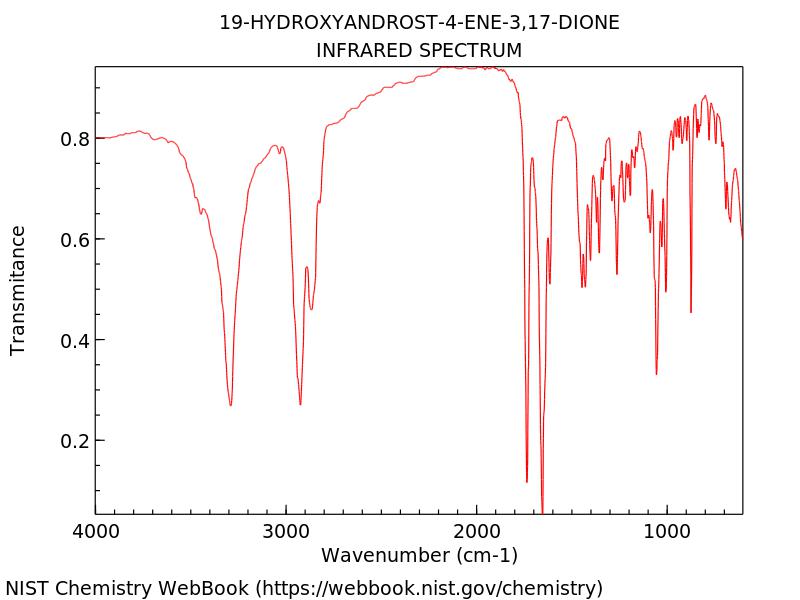 19-HYDROXYANDROST-4-ENE-3,17-DIONE
INFRARED SPECTRUM
Transmitance
0.8
0.6
0.4
0.2
4000 3000 2000 1000
Wavenumber (cm-1)
NIST Chemistry WebBook (https://webbook.nist.gov/chemistry)